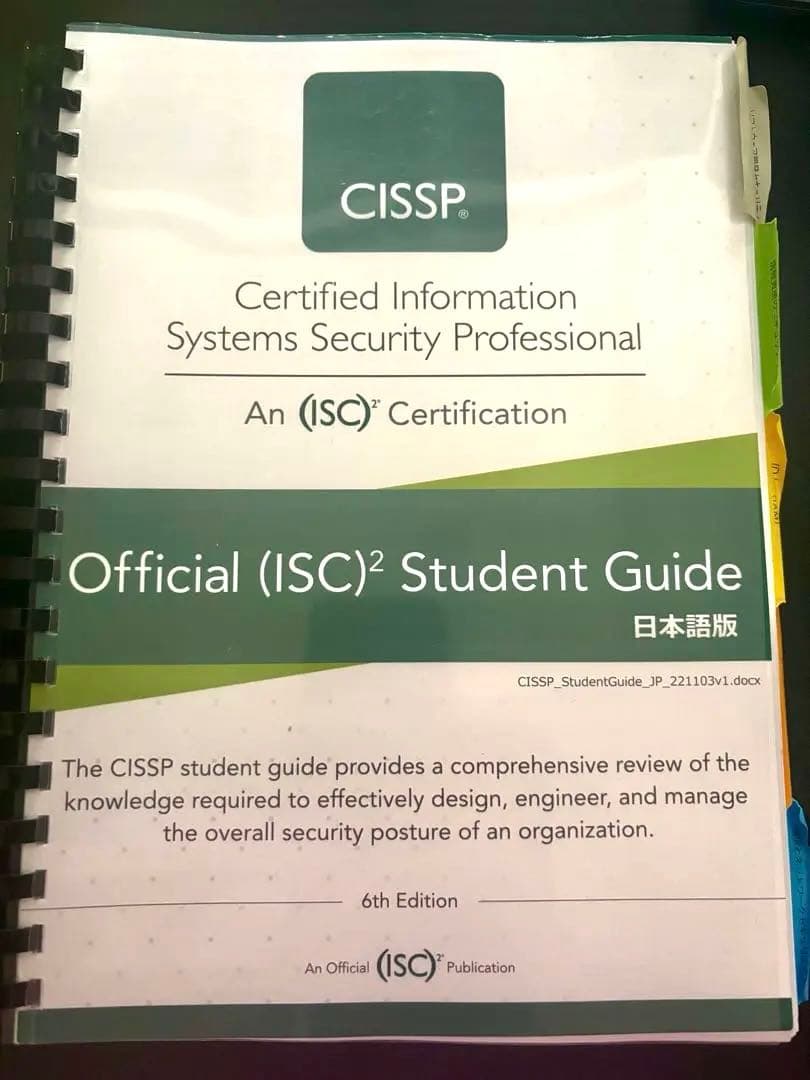 CISSP®
Certified Information
Systems Security Professional
An (ISC)²® Certification
Official (ISC)² Student Guide
日本語版
CISSP_StudentGuide_JP_221103v1.docx
The CISSP student guide provides a comprehensive review of the
knowledge required to effectively design, engineer, and manage
the overall security posture of an organization.
6th Edition
An Official (ISC)²® Publication